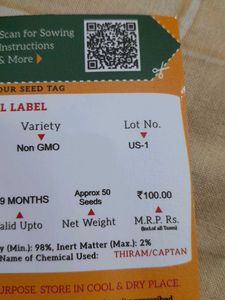 Scan for Sowing
Instructions
& More
OUR SEED TAG
L LABEL
Variety Lot No.
Non GMO US-1
9 MONTHS Approx 50 Seeds ₹100.00
alid Upto Net Weight M.R.P. Rs.
(Incl.of all Taxes)
y (Min.): 98%, Inert Matter (Max.): 2%
Name of Chemical Used: THIRAM/CAPTAN
URPOSE STORE IN COOL & DRY PLACE.